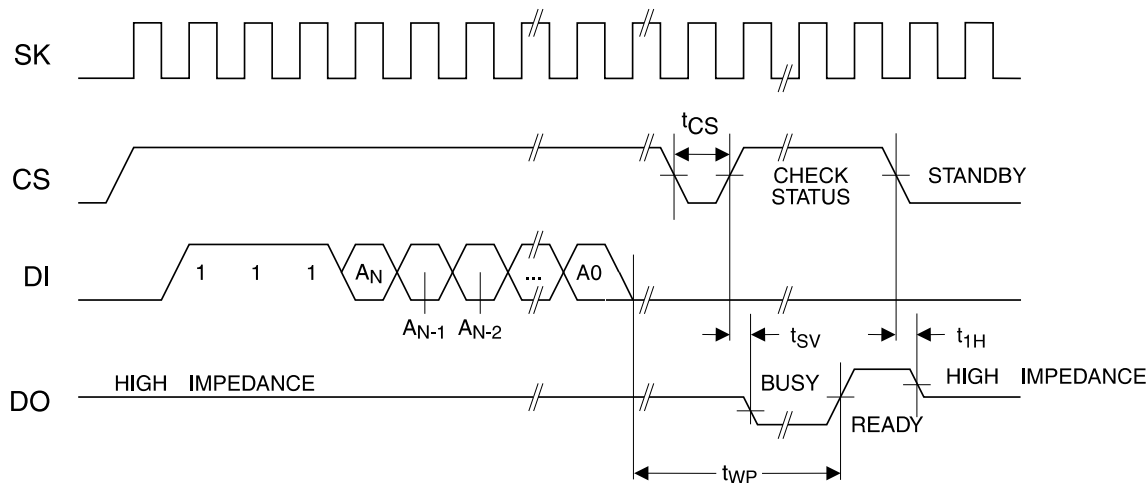 SK
tCS
CS
CHECK
STATUS
STANDBY
DI
1 1 1 AN ... A0
AN-1 AN-2
tSV
t1H
HIGH IMPEDANCE
BUSY
HIGH IMPEDANCE
DO
READY
tWP